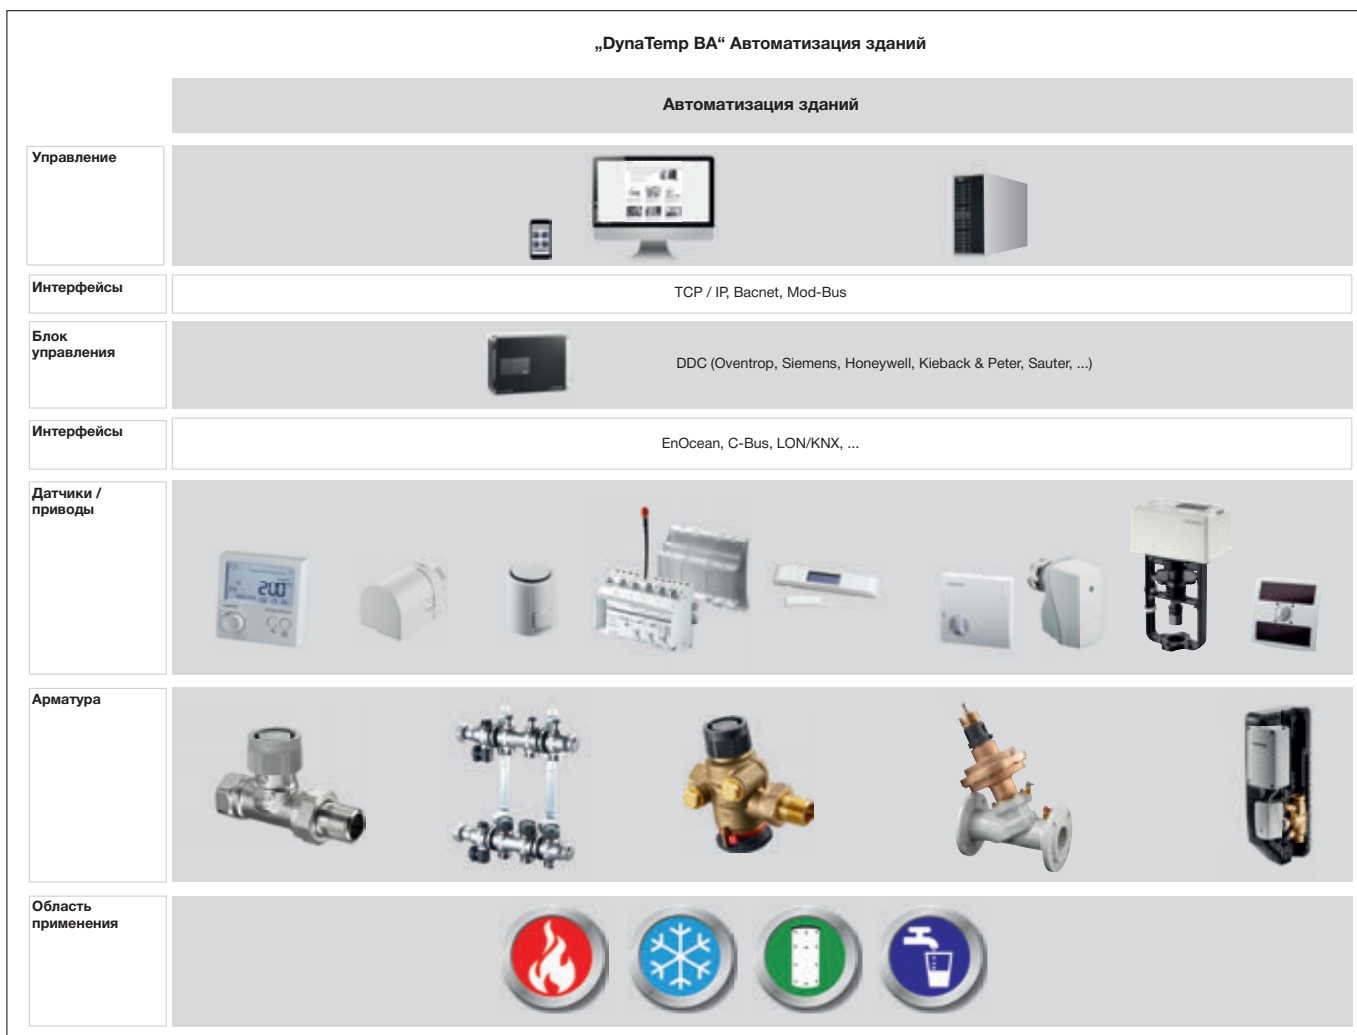 „DynaTemp BA“ Автоматизация зданий
Автоматизация зданий
Управление
Интерфейсы
TCP / IP, Bacnet, Mod-Bus
Блок
управления
DDC (Oventrop, Siemens, Honeywell, Kieback & Peter, Sauter, ...)
Интерфейсы
EnOcean, C-Bus, LON/KNX, ...
Датчики /
приводы
Арматура
Область
применения